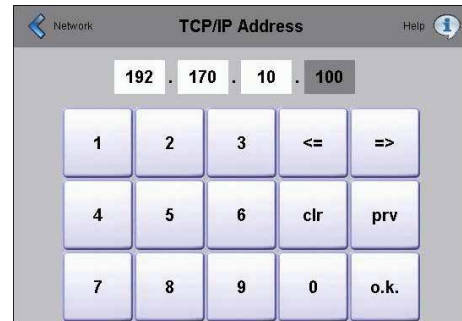 Network TCP/IP Address Help
192 . 170 . 10 . 100
1 2 3 <= =>
4 5 6 clr prv
7 8 9 0 o.k.